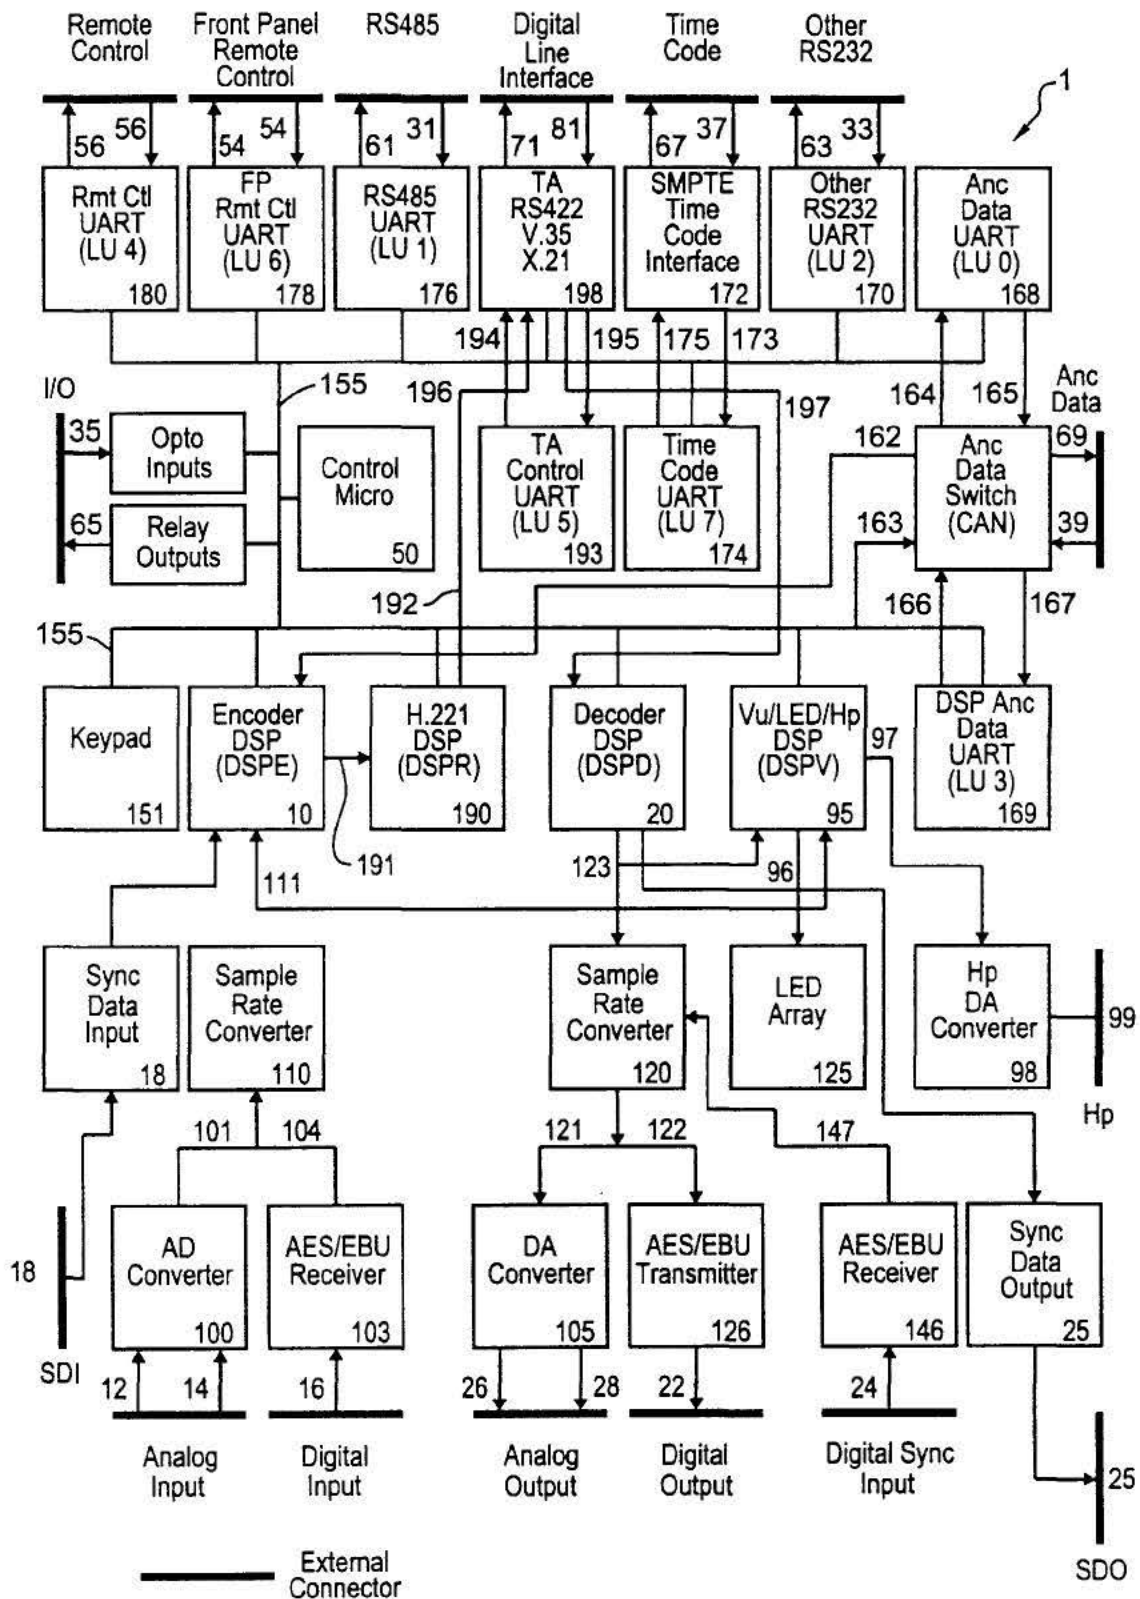 Remote
Control
Front Panel
Remote
Control
RS485
Digital
Line
Interface
Time
Code
Other
RS232
1
56
56
54
54
61
31
71
81
67
37
63
33
Rmt Ctl
UART
(LU 4)
180
FP
Rmt Ctl
UART
(LU 6)
178
RS485
UART
(LU 1)
176
TA
RS422
V.35
X.21
198
SMPTE
Time
Code
Interface
172
Other
RS232
UART
(LU 2)
170
Anc
Data
UART
(LU 0)
168
194
195
175
173
I/O
155
196
197
164
165
Anc
Data
35
Opto
Inputs
65
Relay
Outputs
Control
Micro
50
TA
Control
UART
(LU 5)
193
Time
Code
UART
(LU 7)
174
162
163
Anc
Data
Switch
(CAN)
69
39
192
166
167
155
Keypad
151
Encoder
DSP
(DSPE)
10
H.221
DSP
(DSPR)
190
Decoder
DSP
(DSPD)
20
Vu/LED/Hp
DSP
(DSPV)
95
97
DSP Anc
Data
UART
(LU 3)
169
111
191
123
96
Sync
Data
Input
18
Sample
Rate
Converter
110
Sample
Rate
Converter
120
LED
Array
125
Hp
DA
Converter
98
99
Hp
101
104
121
122
147
18
SDI
AD
Converter
100
AES/EBU
Receiver
103
DA
Converter
105
AES/EBU
Transmitter
126
AES/EBU
Receiver
146
Sync
Data
Output
25
12
14
16
26
28
22
24
Analog
Input
Digital
Input
Analog
Output
Digital
Output
Digital Sync
Input
25
SDO
External
Connector